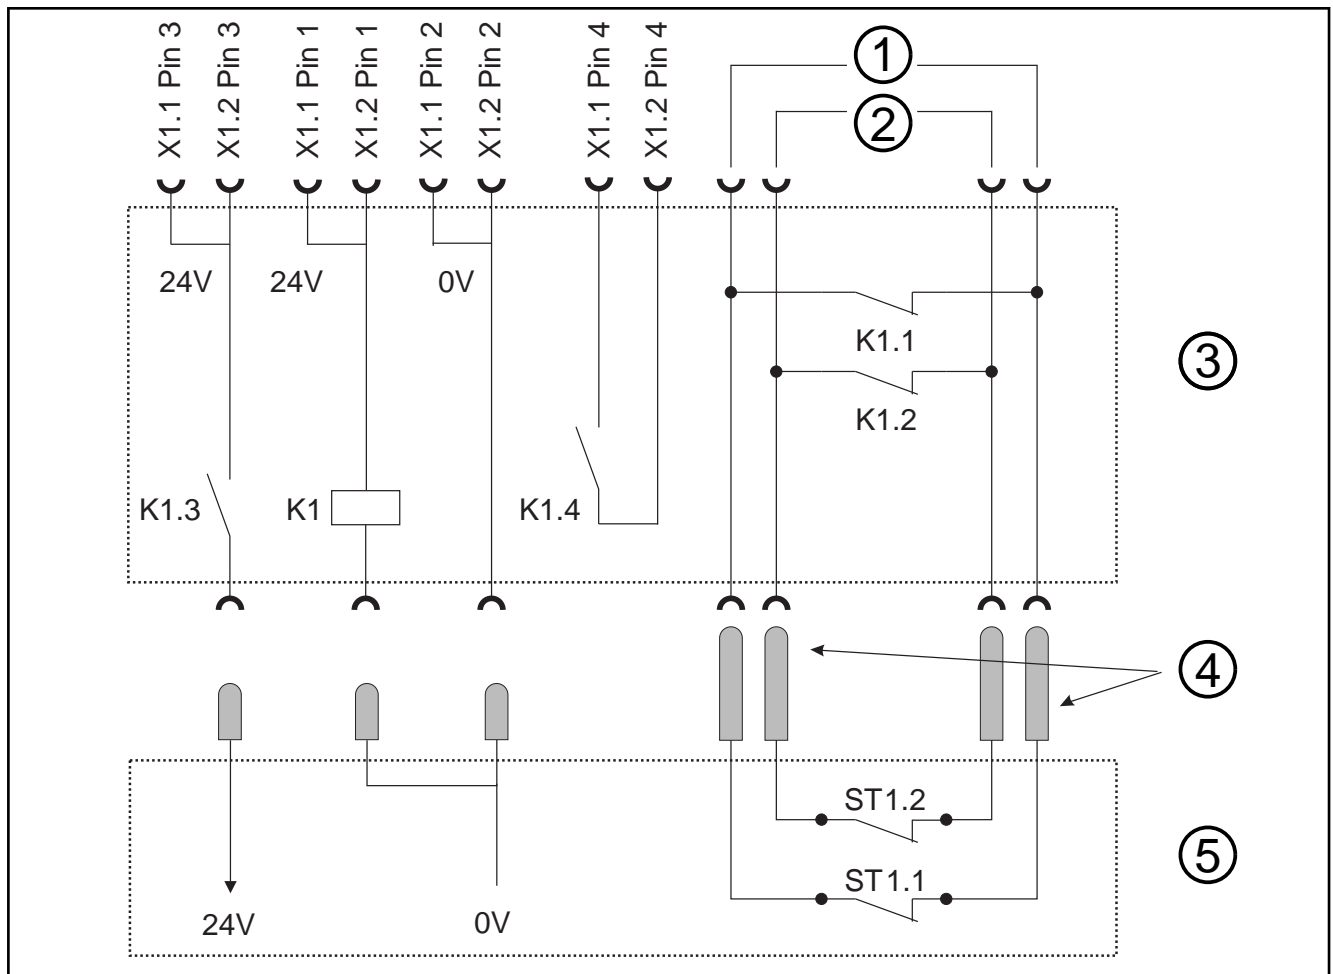 X1.1 Pin 3
X1.2 Pin 3
X1.1 Pin 1
X1.2 Pin 1
X1.1 Pin 2
X1.2 Pin 2
X1.1 Pin 4
X1.2 Pin 4
1
2
24V
24V
0V
K1.1
3
K1.2
K1.3
K1
K1.4
4
ST1.2
5
ST1.1
24V
0V